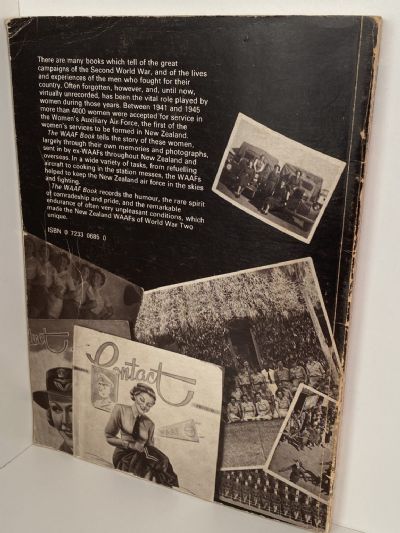 There are many books which tell of the great
campaigns of the Second World War, and of the lives
and experiences of the men who fought for their
country. Often forgotten, however, and, until now,
virtually unrecorded, has been the vital role played by
women during those years. Between 1941 and 1945
more than 4000 women were accepted for service in
the Women's Auxiliary Air Force, the first of the
women's services to be formed in New Zealand.
The WAAF Book tells the story of these women,
largely through their own memories and photographs,
sent in by ex-WAAFs throughout New Zealand and
overseas. In a wide variety of tasks, from refuelling
aircraft to cooking in the station messes, the WAAFs
helped to keep the New Zealand air force in the skies
and fighting.
The WAAF Book records the humour, the rare spirit
of comradeship and pride, and the remarkable
endurance of often very unpleasant conditions, which
made the New Zealand WAAFs of World War Two
unique.
ISBN 0 7233 0685 0
Contact